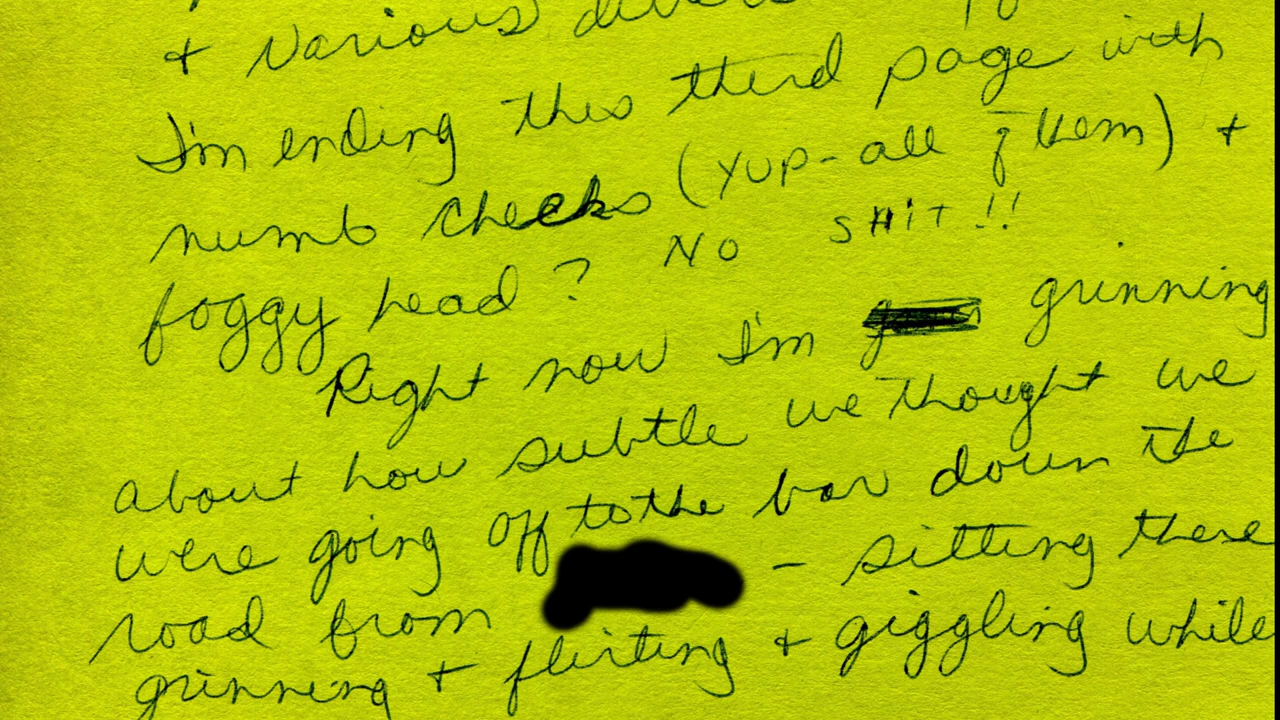 + various
I'm ending this third page with
numb cheeks (YUP - all of them) +
foggy head? NO SHIT!!
Right now I'm grinning
about how subtle we thought we
were going off to the bar down the
road from - sitting there
grinning + flirting + giggling while